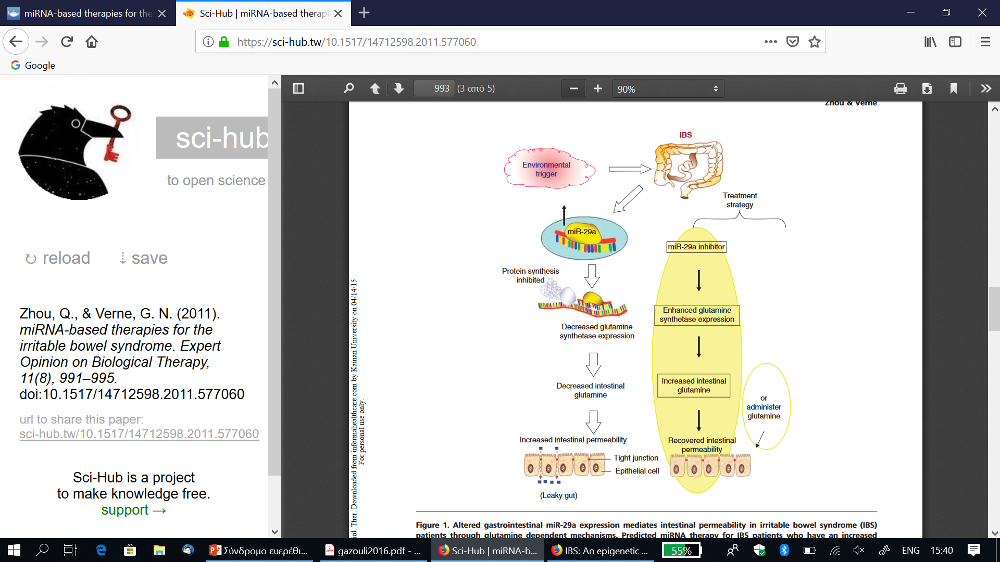 miRNA-based therapies for the
Sci-Hub | miRNA-based therapi
https://sci-hub.tw/10.1517/14712598.2011.577060
Google
sci-hub
to open science
reload
save
Zhou, Q., & Verne, G. N. (2011).
miRNA-based therapies for the
irritable bowel syndrome. Expert
Opinion on Biological Therapy,
11(8), 991–995.
doi:10.1517/14712598.2011.577060
url to share this paper:
sci-hub.tw/10.1517/14712598.2011.577060
Sci-Hub is a project
to make knowledge free.
support →
993 (3 από 5)
90%
Zhou & Verne
iol. Ther. Downloaded from informahealthcare.com by Kainan University on 04/14/15
For personal use only.
IBS
Environmental
trigger
Treatment
strategy
miR-29a
miR-29a inhibitor
Protein synthesis
inhibited
Enhanced glutamine
synthetase expression
Decreased glutamine
synthetase expression
Increased intestinal
glutamine
Decreased intestinal
glutamine
or
administer
glutamine
Increased intestinal permeability
Recovered intestinal
permeability
Tight junction
Epithelial cell
(Leaky gut)
Figure 1. Altered gastrointestinal miR-29a expression mediates intestinal permeability in irritable bowel syndrome (IBS)
patients through glutamine dependent mechanisms. Predicted miRNA therapy for IBS patients who have an increased
Σύνδρομο ευερέθι...
gazouli2016.pdf - ...
Sci-Hub | miRNA-b...
IBS: An epigenetic ...
55%
ENG
15:40